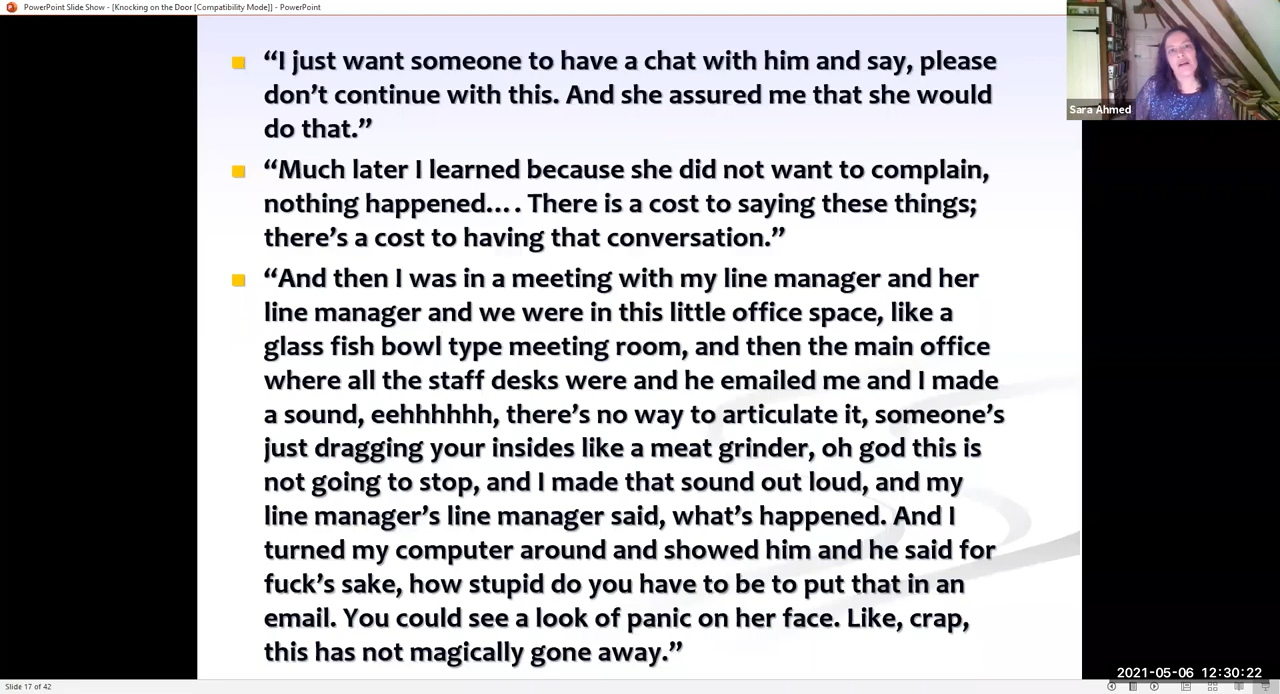 PowerPoint Slide Show - [Knocking on the Door [Compatibility Mode]] - PowerPoint
“I just want someone to have a chat with him and say, please
don’t continue with this. And she assured me that she would
do that.”
“Much later I learned because she did not want to complain,
nothing happened…. There is a cost to saying these things;
there’s a cost to having that conversation.”
“And then I was in a meeting with my line manager and her
line manager and we were in this little office space, like a
glass fish bowl type meeting room, and then the main office
where all the staff desks were and he emailed me and I made
a sound, eehhhhhh, there’s no way to articulate it, someone’s
just dragging your insides like a meat grinder, oh god this is
not going to stop, and I made that sound out loud, and my
line manager’s line manager said, what’s happened. And I
turned my computer around and showed him and he said for
fuck’s sake, how stupid do you have to be to put that in an
email. You could see a look of panic on her face. Like, crap,
this has not magically gone away.”
Sara Ahmed
2021-05-06 12:30:22
Slide 17 of 42